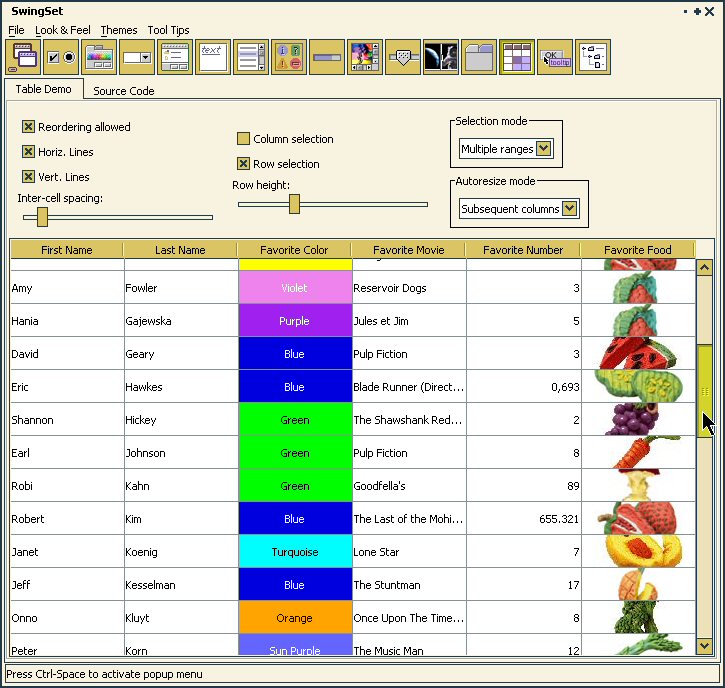 SwingSet
File Look & Feel Themes Tool Tips
text OK tooltip
Table Demo Source Code
Reordering allowed
Horiz. Lines
Vert. Lines
Inter-cell spacing:
Column selection
Row selection
Row height:
Selection mode
Multiple ranges
Autoresize mode
Subsequent columns
First Name Last Name Favorite Color Favorite Movie Favorite Number Favorite Food
Amy Fowler Violet Reservoir Dogs 3
Hania Gajewska Purple Jules et Jim 5
David Geary Blue Pulp Fiction 3
Eric Hawkes Blue Blade Runner (Direct... 0,693
Shannon Hickey Green The Shawshank Red... 2
Earl Johnson Green Pulp Fiction 8
Robi Kahn Green Goodfella's 89
Robert Kim Blue The Last of the Mohi... 655.321
Janet Koenig Turquoise Lone Star 7
Jeff Kesselman Blue The Stuntman 17
Onno Kluyt Orange Once Upon The Time... 8
Peter Korn Sun Purple The Music Man 12
Press Ctrl-Space to activate popup menu